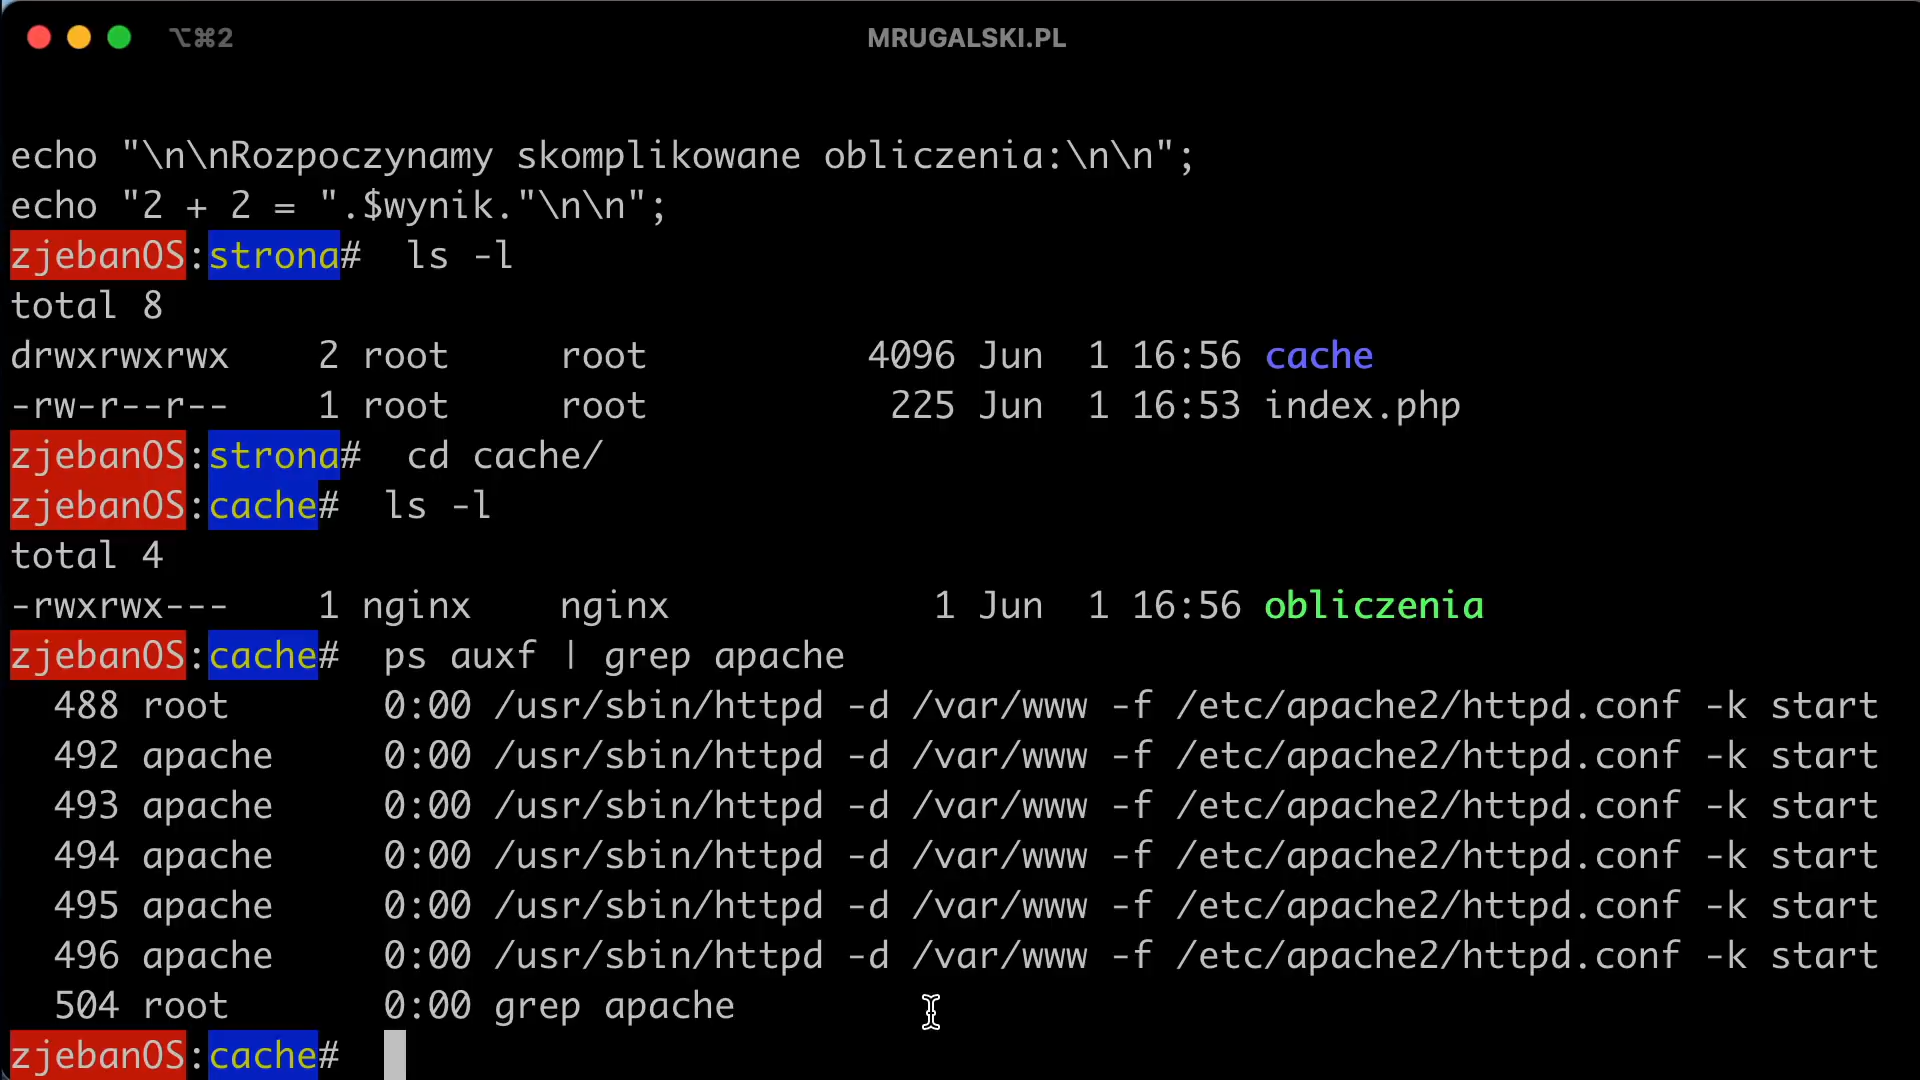 ⌥⌘2
MRUGALSKI.PL
echo "\n\nRozpoczynamy skomplikowane obliczenia:\n\n";
echo "2 + 2 = ".$wynik."\n\n";
zjebanOS:strona#  ls -l
total 8
drwxrwxrwx    2 root     root          4096 Jun  1 16:56 cache
-rw-r--r--    1 root     root           225 Jun  1 16:53 index.php
zjebanOS:strona#  cd cache/
zjebanOS:cache#  ls -l
total 4
-rwxrwx---    1 nginx    nginx            1 Jun  1 16:56 obliczenia
zjebanOS:cache#  ps auxf | grep apache
  488 root       0:00 /usr/sbin/httpd -d /var/www -f /etc/apache2/httpd.conf -k start
  492 apache     0:00 /usr/sbin/httpd -d /var/www -f /etc/apache2/httpd.conf -k start
  493 apache     0:00 /usr/sbin/httpd -d /var/www -f /etc/apache2/httpd.conf -k start
  494 apache     0:00 /usr/sbin/httpd -d /var/www -f /etc/apache2/httpd.conf -k start
  495 apache     0:00 /usr/sbin/httpd -d /var/www -f /etc/apache2/httpd.conf -k start
  496 apache     0:00 /usr/sbin/httpd -d /var/www -f /etc/apache2/httpd.conf -k start
  504 root       0:00 grep apache
zjebanOS:cache#